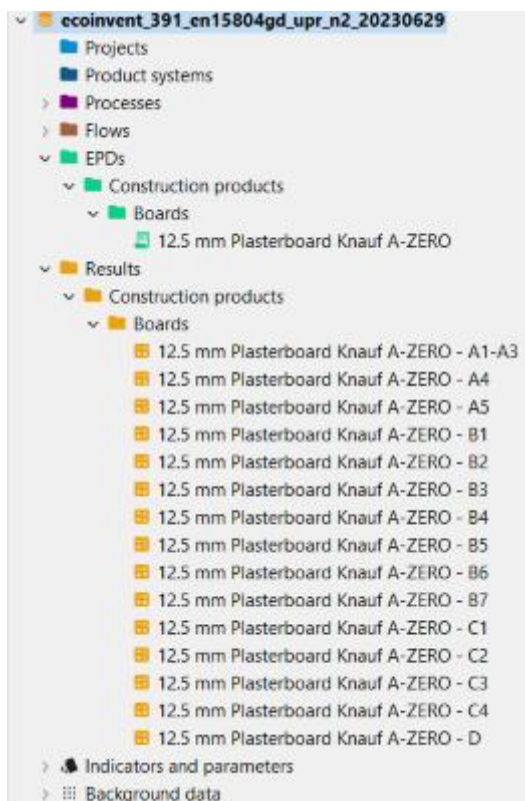 ecoinvent_391_en15804gd_upr_n2_20230629
Projects
Product systems
Processes
Flows
EPDs
Construction products
Boards
12.5 mm Plasterboard Knauf A-ZERO
Results
Construction products
Boards
12.5 mm Plasterboard Knauf A-ZERO - A1-A3
12.5 mm Plasterboard Knauf A-ZERO - A4
12.5 mm Plasterboard Knauf A-ZERO - A5
12.5 mm Plasterboard Knauf A-ZERO - B1
12.5 mm Plasterboard Knauf A-ZERO - B2
12.5 mm Plasterboard Knauf A-ZERO - B3
12.5 mm Plasterboard Knauf A-ZERO - B4
12.5 mm Plasterboard Knauf A-ZERO - B5
12.5 mm Plasterboard Knauf A-ZERO - B6
12.5 mm Plasterboard Knauf A-ZERO - B7
12.5 mm Plasterboard Knauf A-ZERO - C1
12.5 mm Plasterboard Knauf A-ZERO - C2
12.5 mm Plasterboard Knauf A-ZERO - C3
12.5 mm Plasterboard Knauf A-ZERO - C4
12.5 mm Plasterboard Knauf A-ZERO - D
Indicators and parameters
Background data